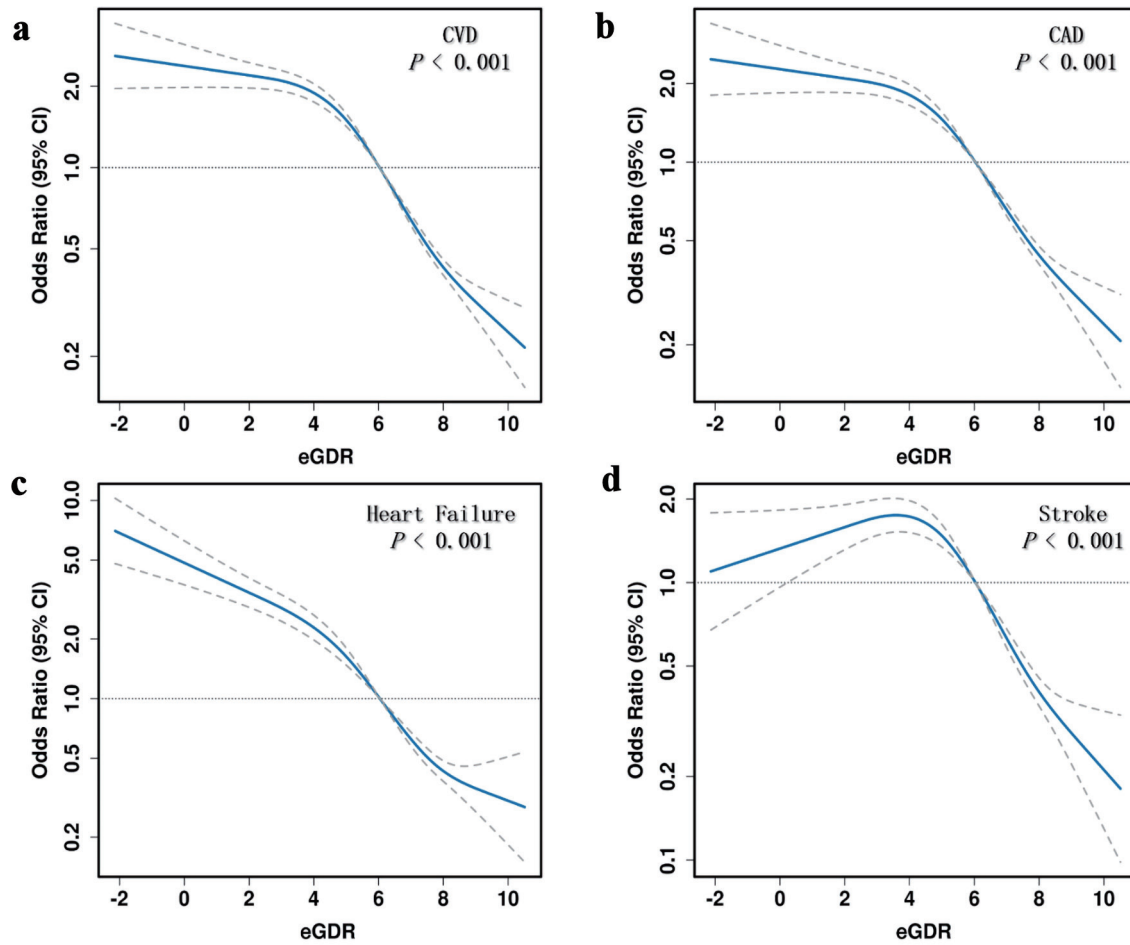 a
CVD
P < 0.001
Odds Ratio (95% CI)
2.0
1.0
0.5
0.2
-2 0 2 4 6 8 10
eGDR
b
CAD
P < 0.001
Odds Ratio (95% CI)
2.0
1.0
0.5
0.2
-2 0 2 4 6 8 10
eGDR
c
Heart Failure
P < 0.001
Odds Ratio (95% CI)
10.0
5.0
2.0
1.0
0.5
0.2
-2 0 2 4 6 8 10
eGDR
d
Stroke
P < 0.001
Odds Ratio (95% CI)
2.0
1.0
0.5
0.2
0.1
-2 0 2 4 6 8 10
eGDR